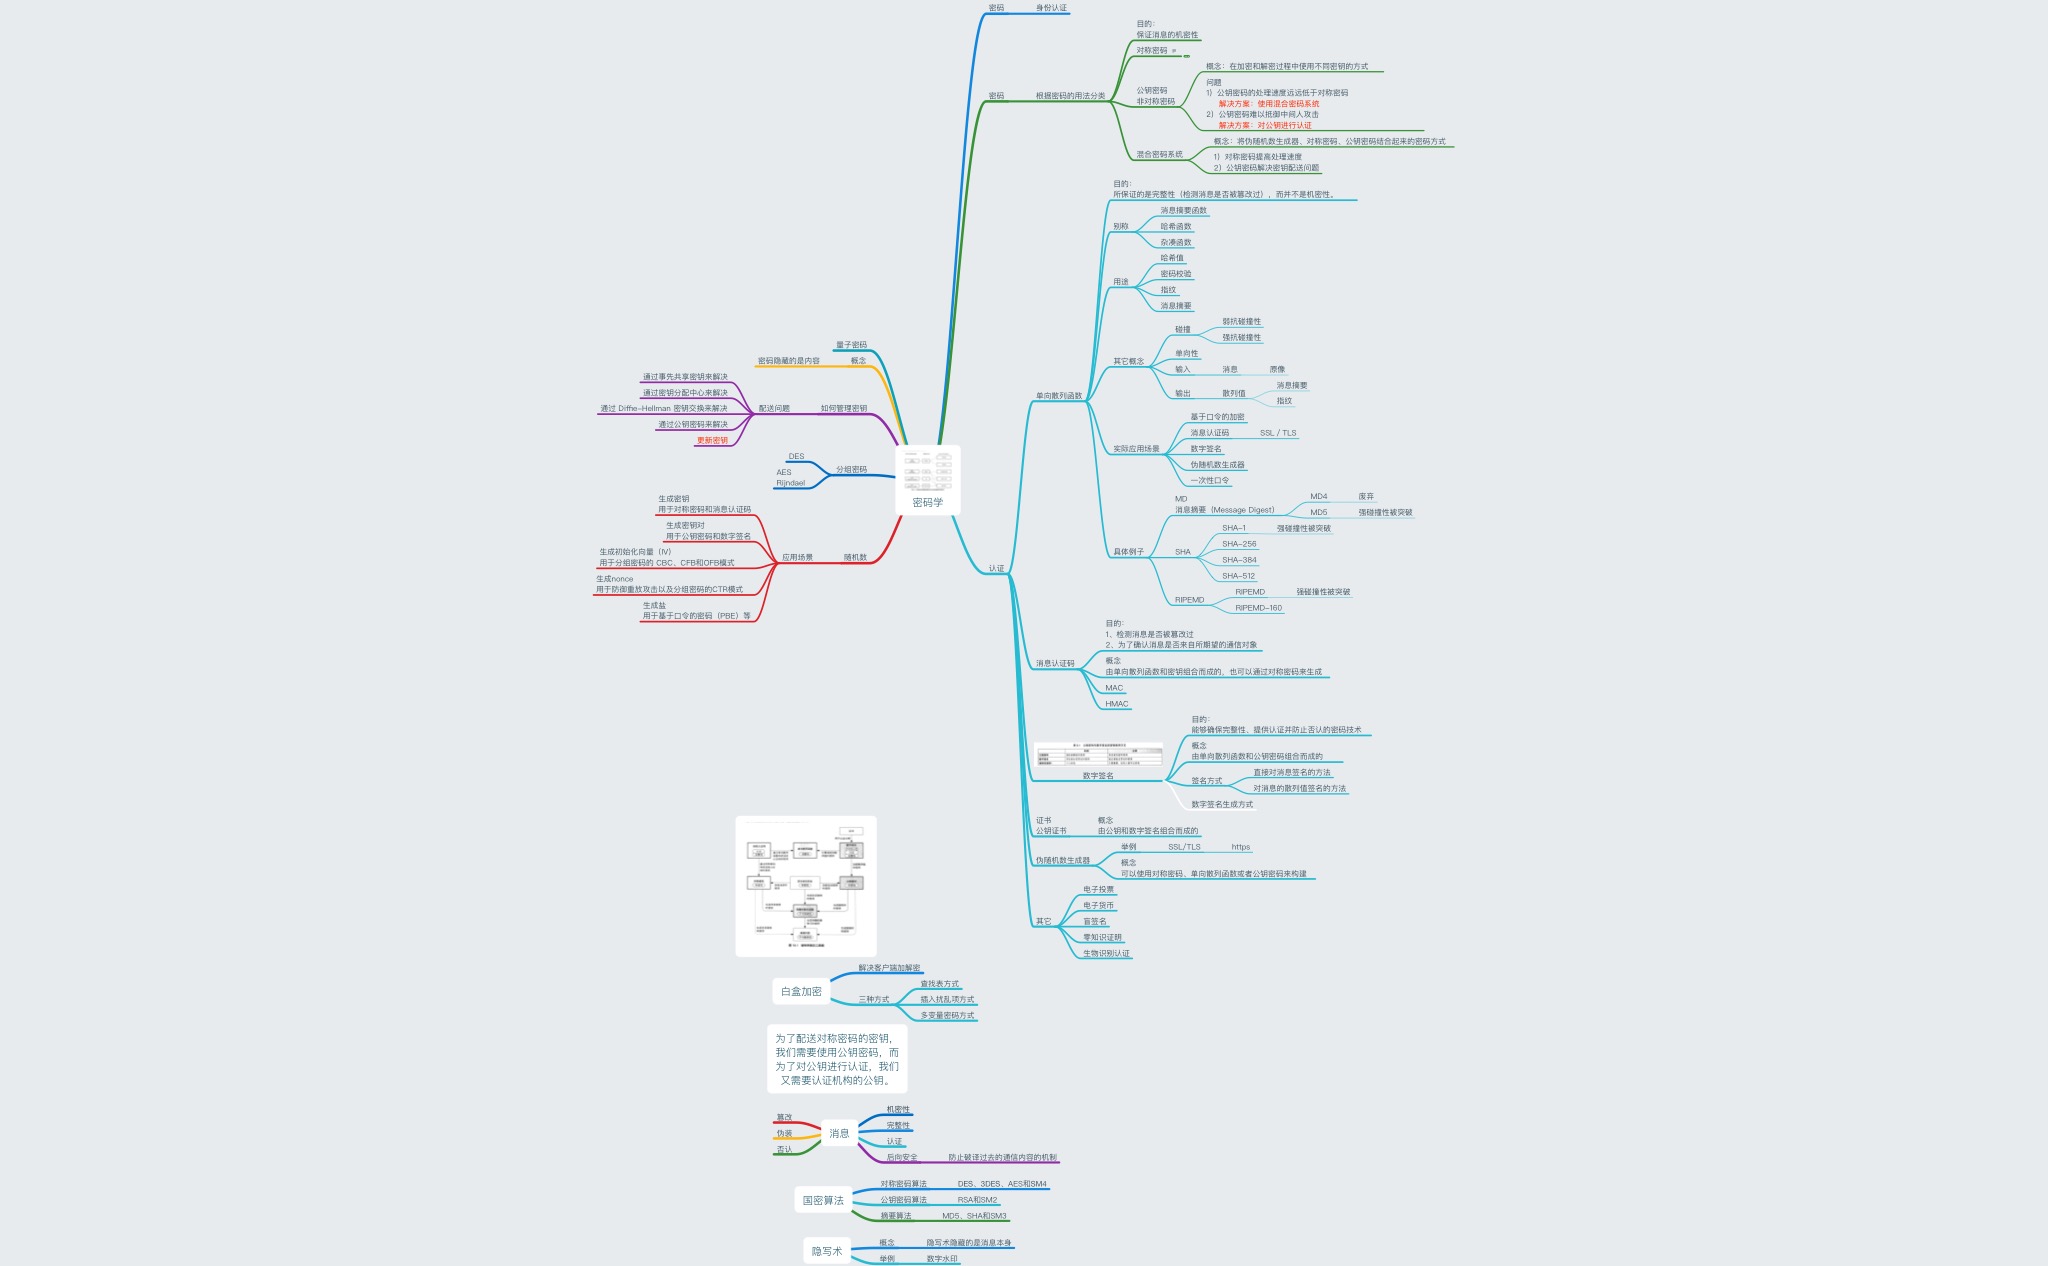 密码
身份认证
密码
根据密码的用法分类
目的：
保证消息的机密性
对称密码
公钥密码
非对称密码
概念：在加密和解密过程中使用不同密钥的方式
问题
1）公钥密码的处理速度远远低于对称密码
解决方案：使用混合密码系统
2）公钥密码难以抵御中间人攻击
解决方案：对公钥进行认证
混合密码系统
概念：将伪随机数生成器、对称密码、公钥密码结合起来的密码方式
1）对称密码提高处理速度
2）公钥密码解决密钥配送问题
量子密码
密码隐藏的是内容
概念
通过事先共享密钥来解决
通过密钥分配中心来解决
通过 Diffie-Hellman 密钥交换来解决
通过公钥密码来解决
更新密钥
配送问题
如何管理密钥
DES
AES
Rijndael
分组密码
生成密钥
用于对称密码和消息认证码
生成密钥对
用于公钥密码和数字签名
生成初始化向量（IV）
用于分组密码的 CBC、CFB和OFB模式
生成nonce
用于防御重放攻击以及分组密码的CTR模式
生成盐
用于基于口令的密码（PBE）等
应用场景
随机数
密码学
认证
单向散列函数
目的：
所保证的是完整性（检测消息是否被篡改过），而并不是机密性。
别称
消息摘要函数
哈希函数
杂凑函数
用途
哈希值
密码校验
指纹
消息摘要
其它概念
碰撞
弱抗碰撞性
强抗碰撞性
单向性
输入
消息
原像
输出
散列值
消息摘要
指纹
实际应用场景
基于口令的加密
消息认证码
SSL / TLS
数字签名
伪随机数生成器
一次性口令
具体例子
MD
消息摘要（Message Digest）
MD4
废弃
MD5
强碰撞性被突破
SHA
SHA-1
强碰撞性被突破
SHA-256
SHA-384
SHA-512
RIPEMD
RIPEMD
强碰撞性被突破
RIPEMD-160
消息认证码
目的：
1、检测消息是否被篡改过
2、为了确认消息是否来自所期望的通信对象
概念
由单向散列函数和密钥组合而成的，也可以通过对称密码来生成
MAC
HMAC
数字签名
目的：
能够确保完整性、提供认证并防止否认的密码技术
概念
由单向散列函数和公钥密码组合而成的
签名方式
直接对消息签名的方法
对消息的散列值签名的方法
数字签名生成方式
证书
公钥证书
概念
由公钥和数字签名组合而成的
伪随机数生成器
举例
SSL/TLS
https
概念
可以使用对称密码、单向散列函数或者公钥密码来构建
其它
电子投票
电子货币
盲签名
零知识证明
生物识别认证
白盒加密
解决客户端加解密
三种方式
查找表方式
插入扰乱项方式
多变量密码方式
为了配送对称密码的密钥，
我们需要使用公钥密码，而
为了对公钥进行认证，我们
又需要认证机构的公钥。
篡改
伪装
否认
消息
机密性
完整性
认证
后向安全
防止破译过去的通信内容的机制
国密算法
对称密码算法
DES、3DES、AES和SM4
公钥密码算法
RSA和SM2
摘要算法
MD5、SHA和SM3
隐写术
概念
隐写术隐藏的是消息本身
举例
数字水印